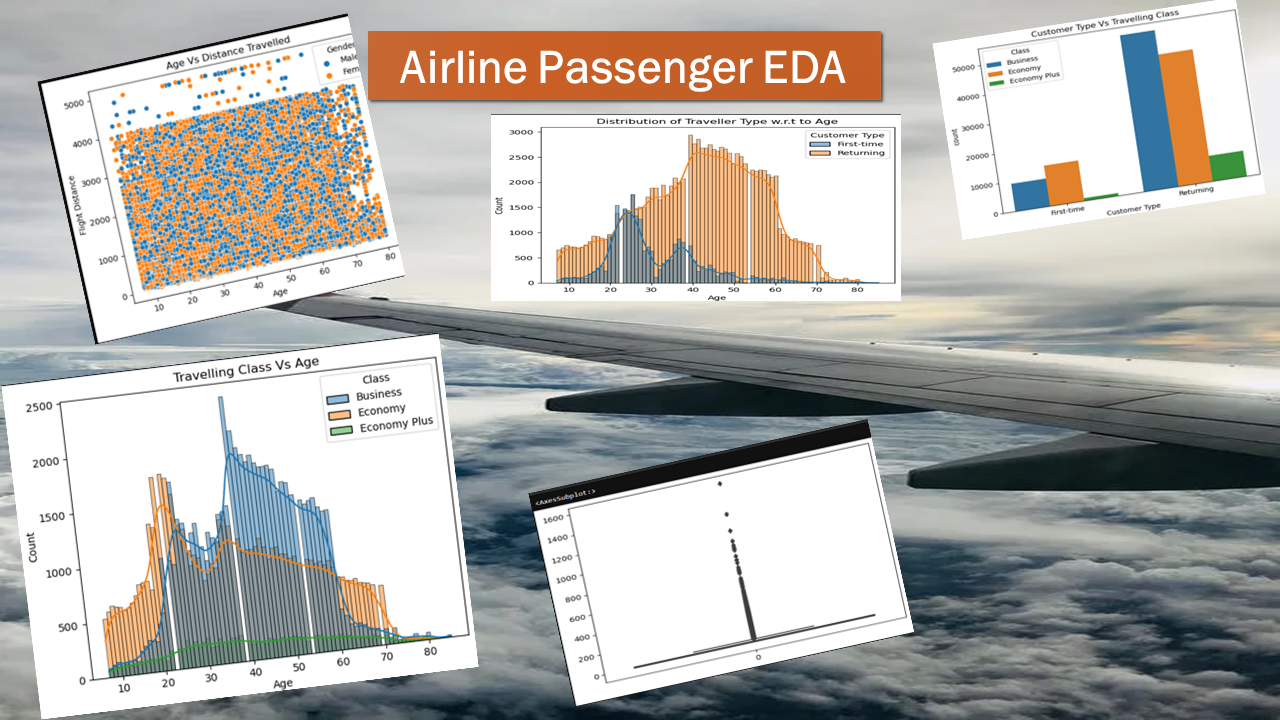 Airline Passenger EDA
Age Vs Distance Travelled
Gender
Male
Fem
5000
4000
3000
2000
1000
0
Flight Distance
10 20 30 40 50 60 70 80
Age
Distribution of Traveller Type w.r.t to Age
Customer Type
First-time
Returning
3000
2500
2000
1500
1000
500
0
Count
10 20 30 40 50 60 70 80
Age
Customer Type Vs Travelling Class
Class
Business
Economy
Economy Plus
50000
40000
30000
20000
10000
0
count
First-time Returning
Customer Type
Travelling Class Vs Age
Class
Business
Economy
Economy Plus
2500
2000
1500
1000
500
0
Count
10 20 30 40 50 60 70 80
Age
<AxesSubplot:>
1600
1400
1200
1000
800
600
400
200
0
0